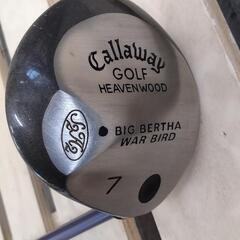 Callaway
GOLF
HEAVENWOOD
BIG BERTHA
WAR BIRD
7